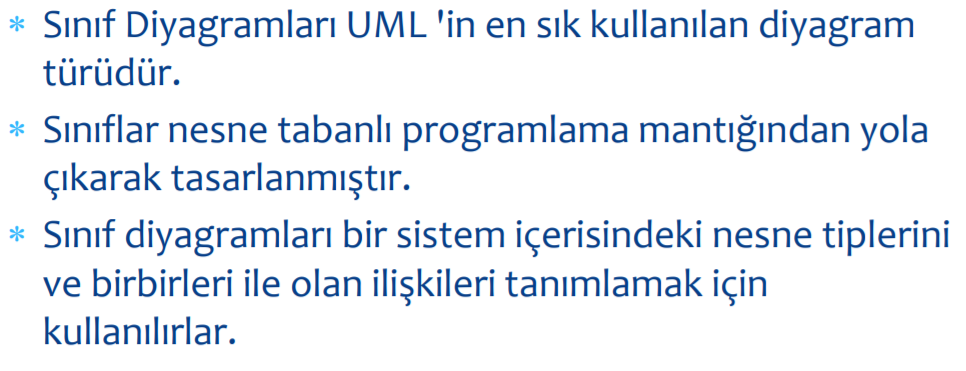 * Sınıf Diyagramları UML 'in en sık kullanılan diyagram
türüdür.
* Sınıflar nesne tabanlı programlama mantığından yola
çıkarak tasarlanmıştır.
* Sınıf diyagramları bir sistem içerisindeki nesne tiplerini
ve birbirleri ile olan ilişkileri tanımlamak için
kullanılırlar.